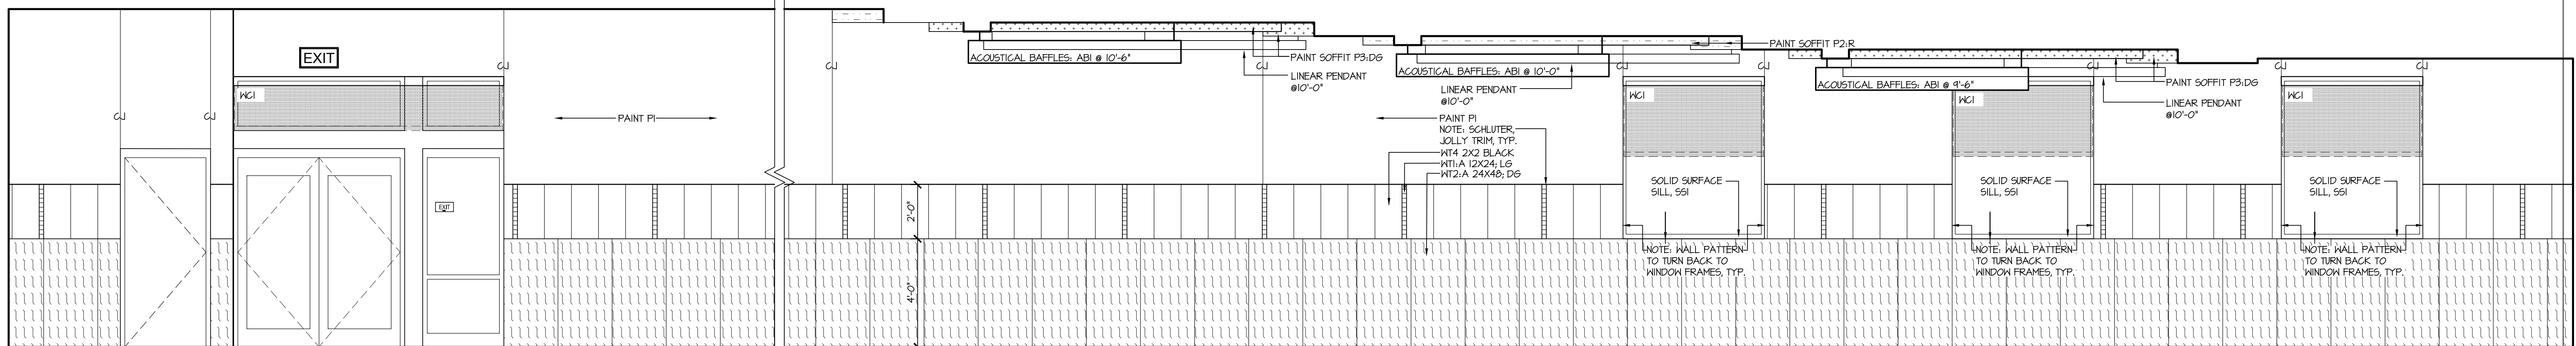 EXIT
WC1
CJ
CJ
CJ
PAINT P1
EXIT
CJ
2'-0"
4'-0"
ACOUSTICAL BAFFLES: AB1 @ 10'-6"
PAINT SOFFIT P3:DG
LINEAR PENDANT
@10'-0"
CJ
ACOUSTICAL BAFFLES: AB1 @ 10'-0"
LINEAR PENDANT
@10'-0"
PAINT P1
NOTE: SCHLUTER,
JOLLY TRIM, TYP.
WT4 2X2 BLACK
WT1:A 12X24; LG
WT2:A 24X48; DG
PAINT SOFFIT P2:R
CJ
CJ
WC1
SOLID SURFACE
SILL, SS1
NOTE: WALL PATTERN
TO TURN BACK TO
WINDOW FRAMES, TYP.
ACOUSTICAL BAFFLES: AB1 @ 9'-6"
PAINT SOFFIT P3:DG
LINEAR PENDANT
@10'-0"
CJ
WC1
SOLID SURFACE
SILL, SS1
NOTE: WALL PATTERN
TO TURN BACK TO
WINDOW FRAMES, TYP.
CJ
CJ
WC1
SOLID SURFACE
SILL, SS1
NOTE: WALL PATTERN
TO TURN BACK TO
WINDOW FRAMES, TYP.